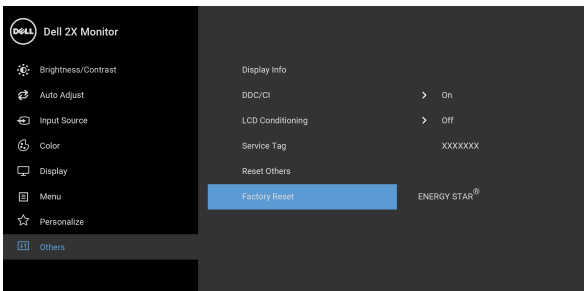 DELL Dell 2X Monitor
Brightness/Contrast
Auto Adjust
Input Source
Color
Display
Menu
Personalize
Others
Display Info
DDC/CI > On
LCD Conditioning > Off
Service Tag XXXXXXX
Reset Others
Factory Reset ENERGY STAR®